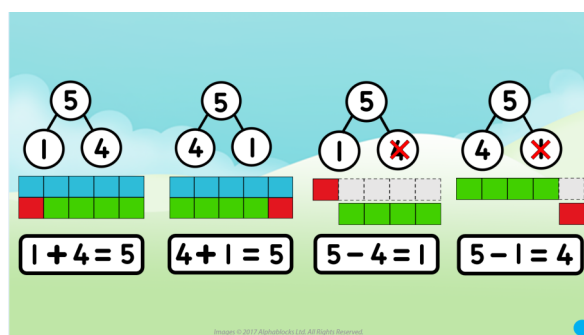 5 5 5 5
1 4 4 1 1 4 4 1
1 + 4 = 5 4 + 1 = 5 5 − 4 = 1 5 − 1 = 4
Images © 2017 Alphablocks Ltd. All Rights Reserved.